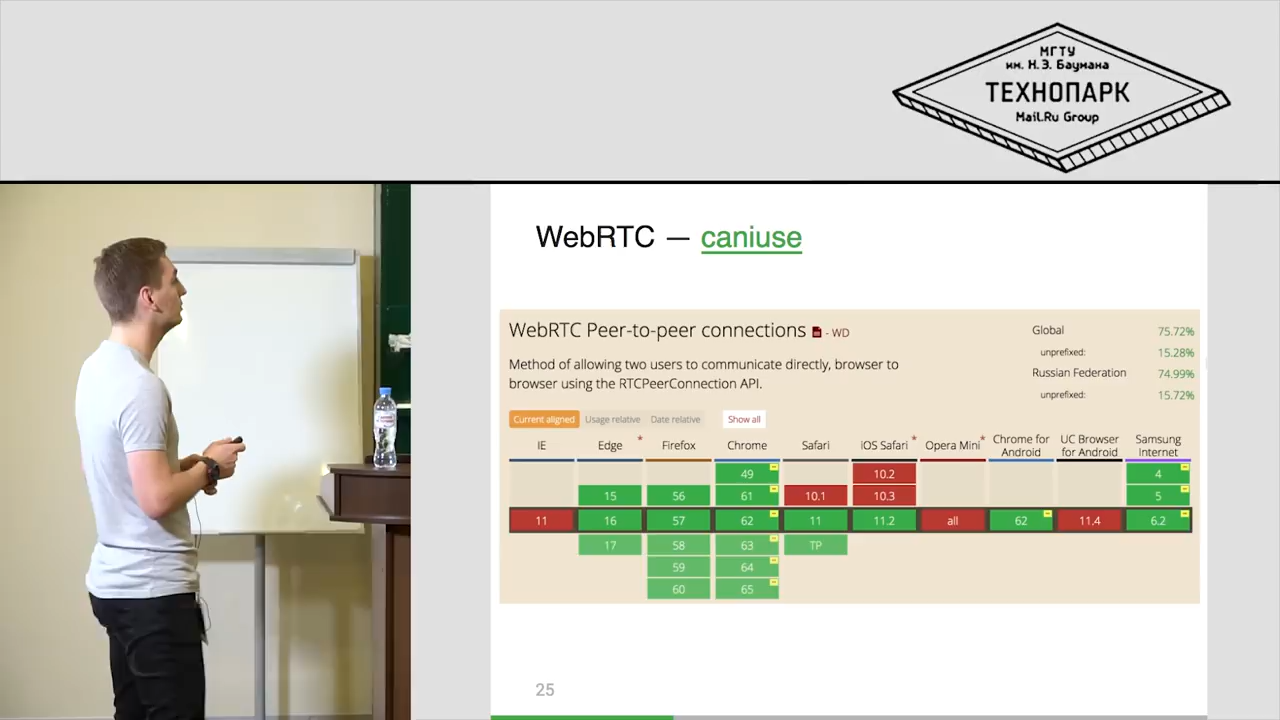 МГТУ
им. Н.Э. Баумана
ТЕХНОПАРК
Mail.Ru Group
WebRTC — caniuse
WebRTC Peer-to-peer connections - WD
Method of allowing two users to communicate directly, browser to
browser using the RTCPeerConnection API.
Global 75.72%
unprefixed: 15.28%
Russian Federation 74.99%
unprefixed: 15.72%
Current aligned Usage relative Date relative Show all
IE Edge * Firefox Chrome Safari iOS Safari * Opera Mini * Chrome for Android UC Browser for Android Samsung Internet
49 10.2 4
15 56 61 10.1 10.3 5
11 16 57 62 11 11.2 all 62 11.4 6.2
17 58 63 TP
59 64
60 65
25